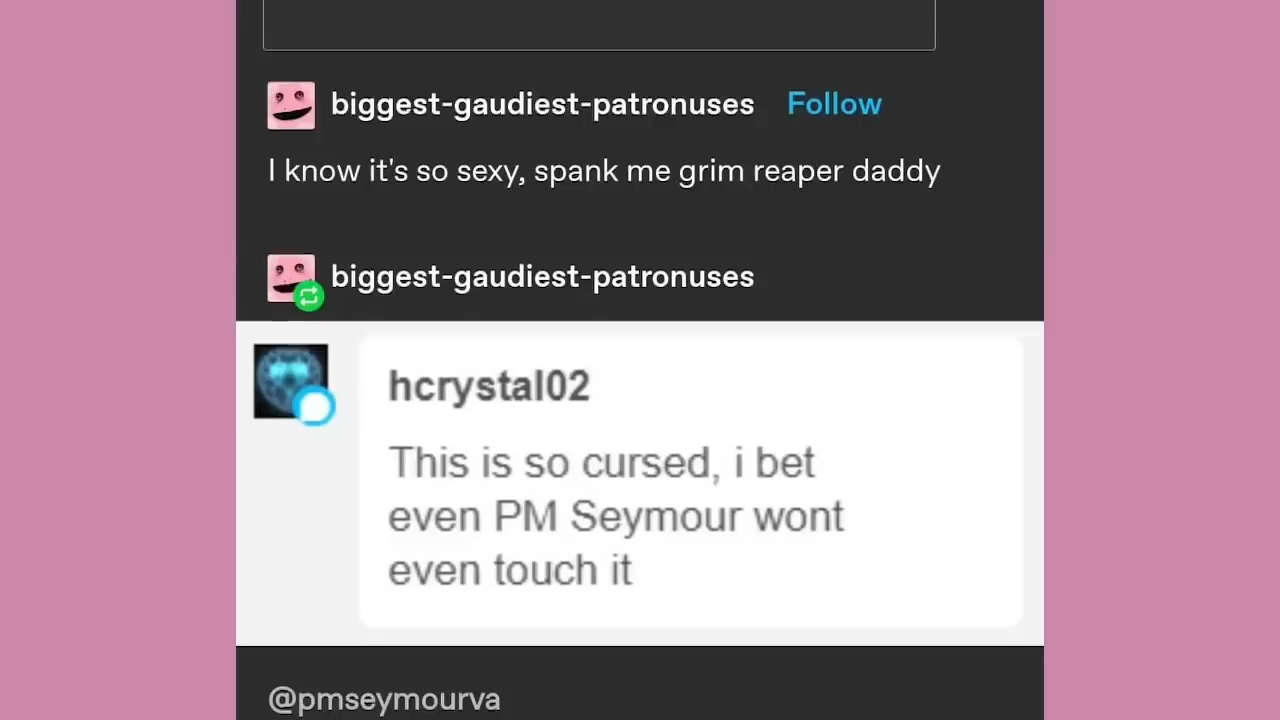 biggest-gaudiest-patronuses Follow
I know it's so sexy, spank me grim reaper daddy
biggest-gaudiest-patronuses
hcrystal02
This is so cursed, i bet
even PM Seymour wont
even touch it
@pmseymourva